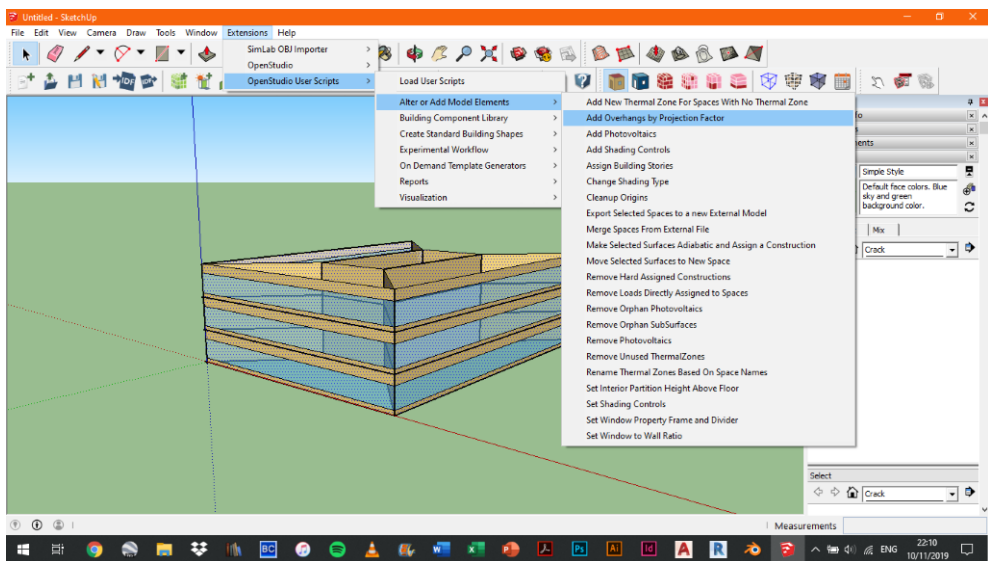 Untitled - SketchUp
File Edit View Camera Draw Tools Window Extensions Help
SimLab OBJ Importer
OpenStudio
OpenStudio User Scripts
Load User Scripts
Alter or Add Model Elements
Building Component Library
Create Standard Building Shapes
Experimental Workflow
On Demand Template Generators
Reports
Visualization
Add New Thermal Zone For Spaces With No Thermal Zone
Add Overhangs by Projection Factor
Add Photovoltaics
Add Shading Controls
Assign Building Stories
Change Shading Type
Cleanup Origins
Export Selected Spaces to a new External Model
Merge Spaces From External File
Make Selected Surfaces Adiabatic and Assign a Construction
Move Selected Surfaces to New Space
Remove Hard Assigned Constructions
Remove Loads Directly Assigned to Spaces
Remove Orphan Photovoltaics
Remove Orphan SubSurfaces
Remove Photovoltaics
Remove Unused ThermalZones
Rename Thermal Zones Based On Space Names
Set Interior Partition Height Above Floor
Set Shading Controls
Set Window Property Frame and Divider
Set Window to Wall Ratio
fo
s
ents
Simple Style
Default face colors. Blue
sky and green
background color.
Mix
Crack
Select
Crack
Measurements
BC
Ps
Ai
Id
A
R
ENG
22:10
10/11/2019